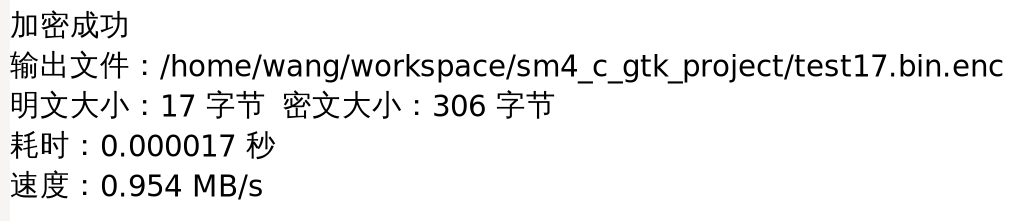 加密成功
输出文件：/home/wang/workspace/sm4_c_gtk_project/test17.bin.enc
明文大小：17 字节  密文大小：306 字节
耗时：0.000017 秒
速度：0.954 MB/s